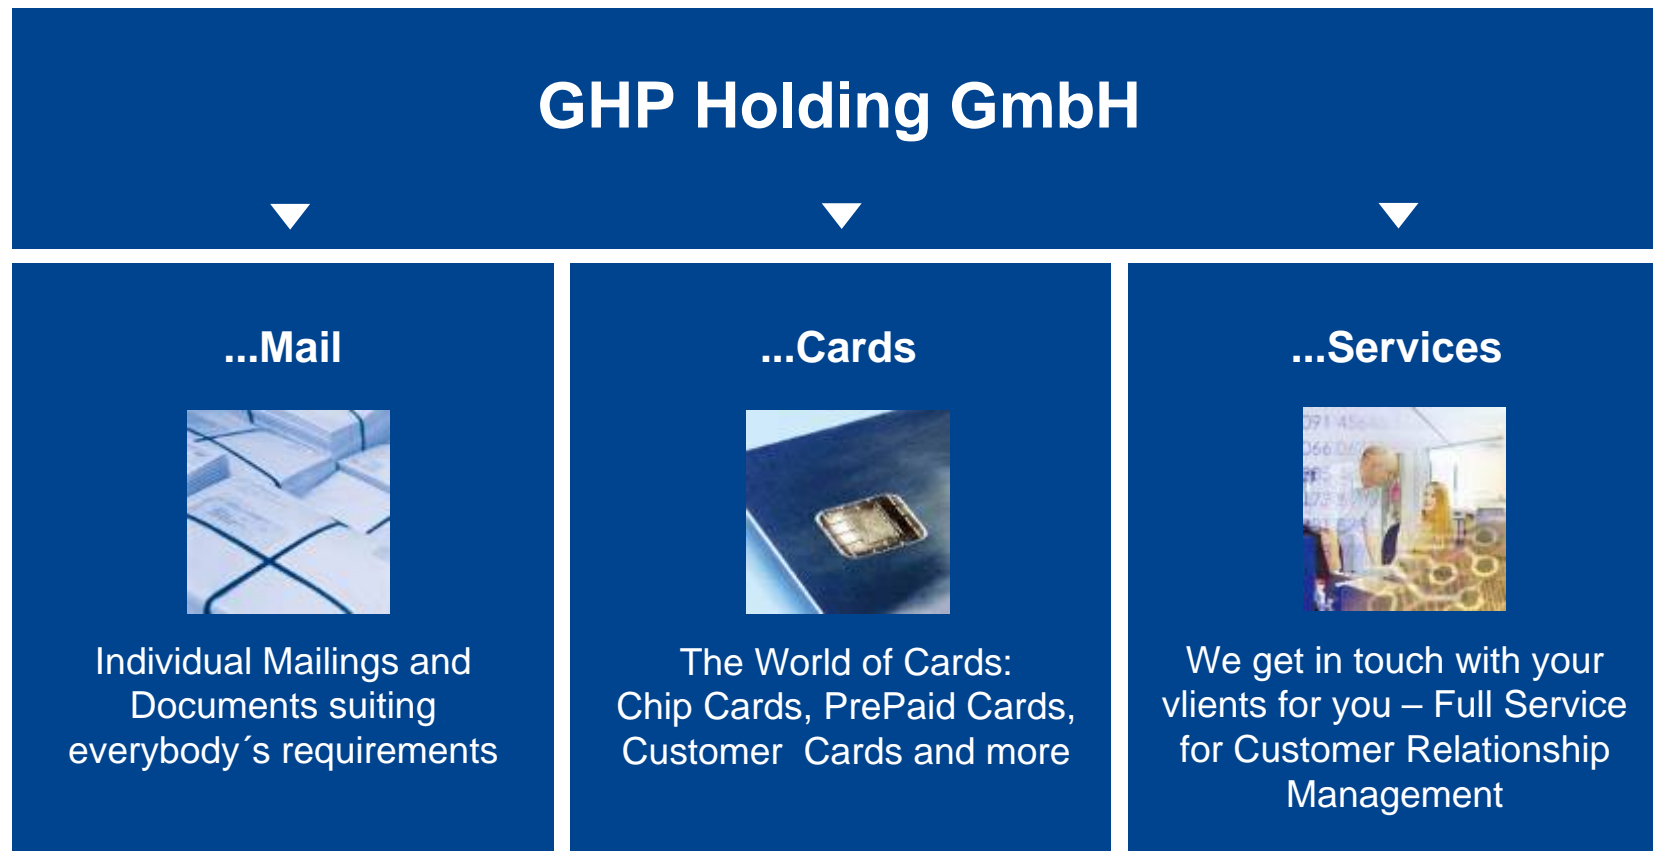 GHP Holding GmbH
...Mail
Individual Mailings and
Documents suiting
everybody´s requirements
...Cards
The World of Cards:
Chip Cards, PrePaid Cards,
Customer  Cards and more
...Services
091 456
We get in touch with your
vlients for you – Full Service
for Customer Relationship
Management